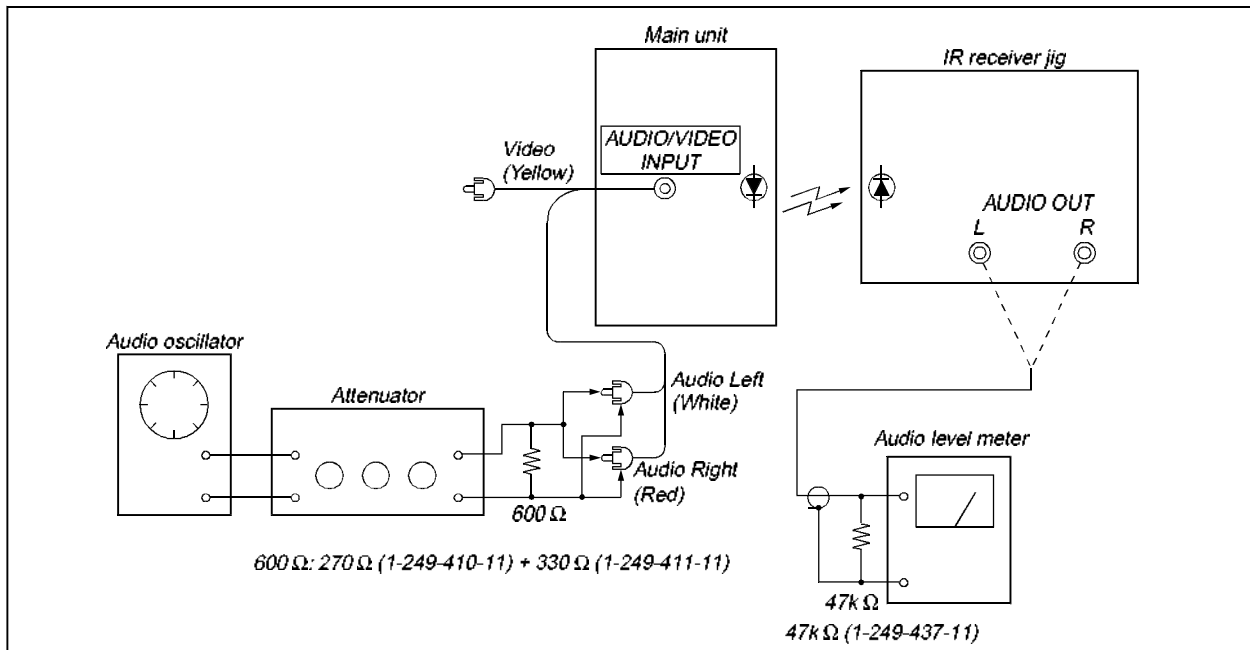 Main unit
IR receiver jig
AUDIO/VIDEO
INPUT
Video
(Yellow)
AUDIO OUT
L
R
Audio oscillator
Attenuator
Audio Left
(White)
Audio Right
(Red)
600 Ω
600 Ω: 270 Ω (1-249-410-11) + 330 Ω (1-249-411-11)
Audio level meter
47k Ω
47k Ω (1-249-437-11)